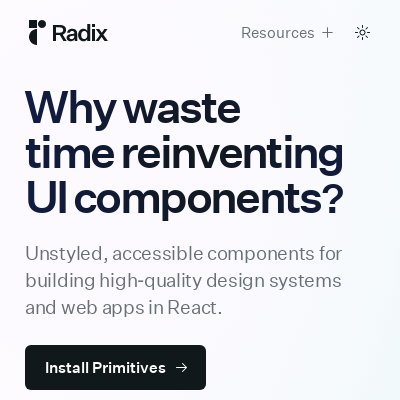 Radix
Resources +
Why waste
time reinventing
UI components?
Unstyled, accessible components for
building high-quality design systems
and web apps in React.
Install Primitives →